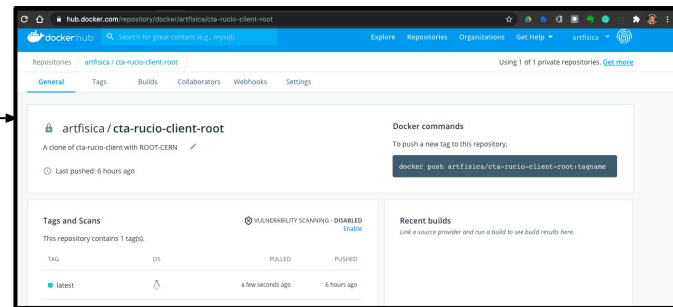 hub.docker.com/repository/docker/artfisica/cta-rucio-client-root
dockerhub Search for great content (e.g., mysql) Explore Repositories Organizations Get Help artfisica
Repositories artfisica / cta-rucio-client-root Using 1 of 1 private repositories. Get more
General Tags Builds Collaborators Webhooks Settings
artfisica / cta-rucio-client-root
A clone of cta-rucio-client with ROOT-CERN
Last pushed: 6 hours ago
Docker commands
To push a new tag to this repository,
docker push artfisica/cta-rucio-client-root:tagname
Tags and Scans
VULNERABILITY SCANNING - DISABLED
Enable
This repository contains 1 tag(s).
TAG OS PULLED PUSHED
latest a few seconds ago 6 hours ago
Recent builds
Link a source provider and run a build to see build results here.